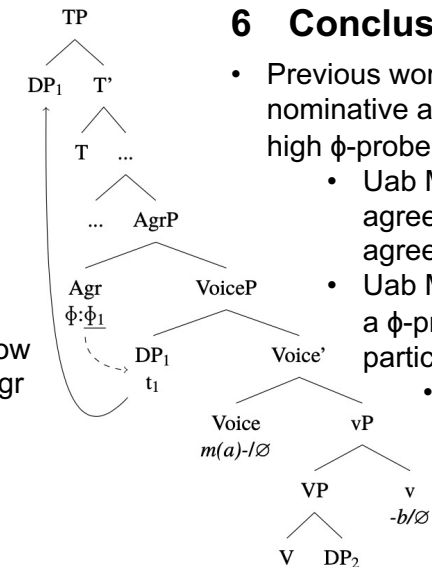 TP
DP₁ T'
T ...
... AgrP
Agr VoiceP
ϕ:ϕ₁
DP₁ Voice'
t₁
Voice vP
m(a)-/∅
VP v
-b/∅
V DP₂
6 Conclus
• Previous wor
nominative a
high ϕ-probe
• Uab M
agree
agree
• Uab M
a ϕ-pr
partic
•
ow
gr